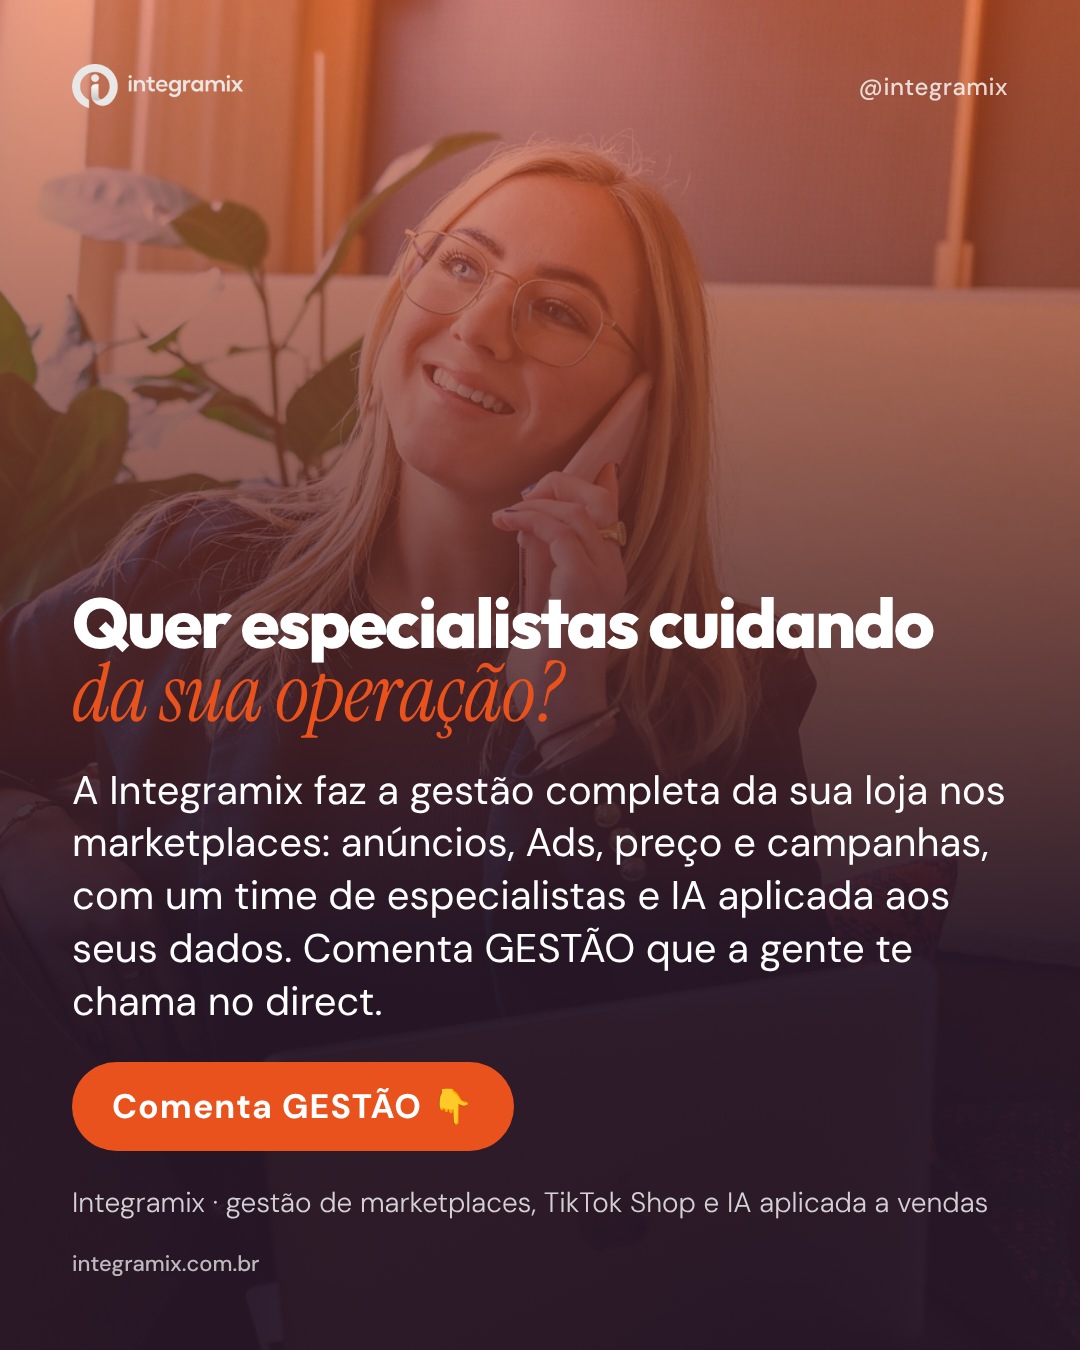 integramix
@integramix
Quer especialistas cuidando
da sua operação?
A Integramix faz a gestão completa da sua loja nos
marketplaces: anúncios, Ads, preço e campanhas,
com um time de especialistas e IA aplicada aos
seus dados. Comenta GESTÃO que a gente te
chama no direct.
Comenta GESTÃO 👇
Integramix · gestão de marketplaces, TikTok Shop e IA aplicada a vendas
integramix.com.br